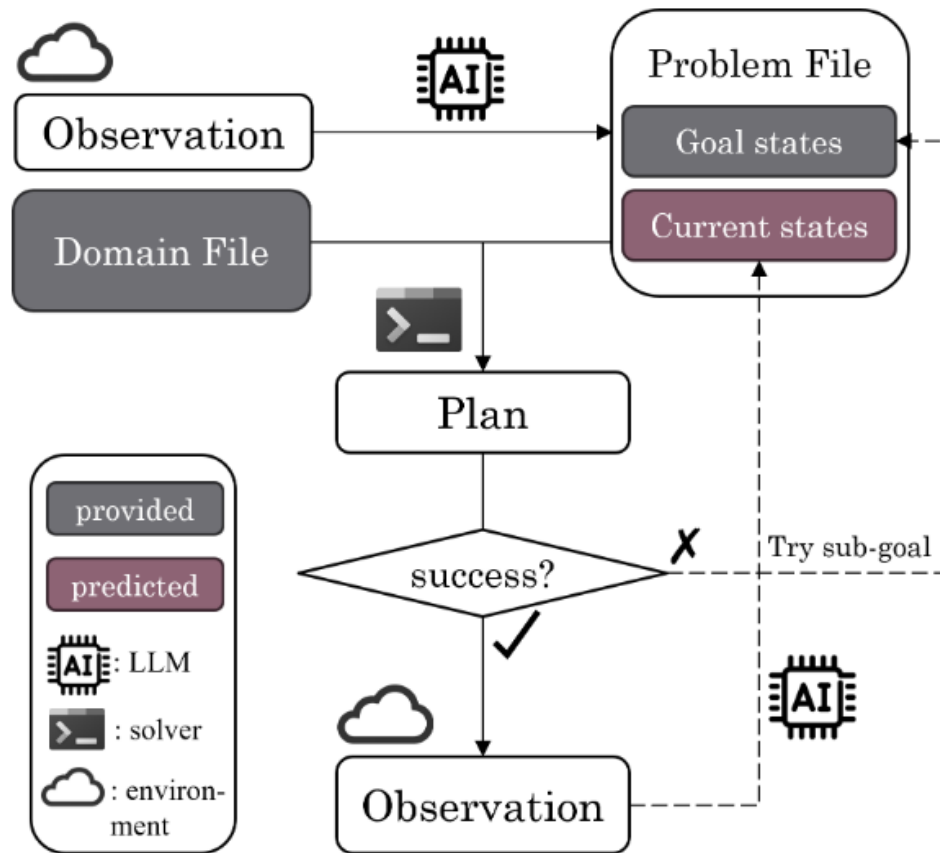 Problem File
AI
Observation
Goal states
Current states
Domain File
>_
Plan
provided
success?
✗
Try sub-goal
predicted
✓
AI : LLM
AI
>_ : solver
: environ-
ment
Observation